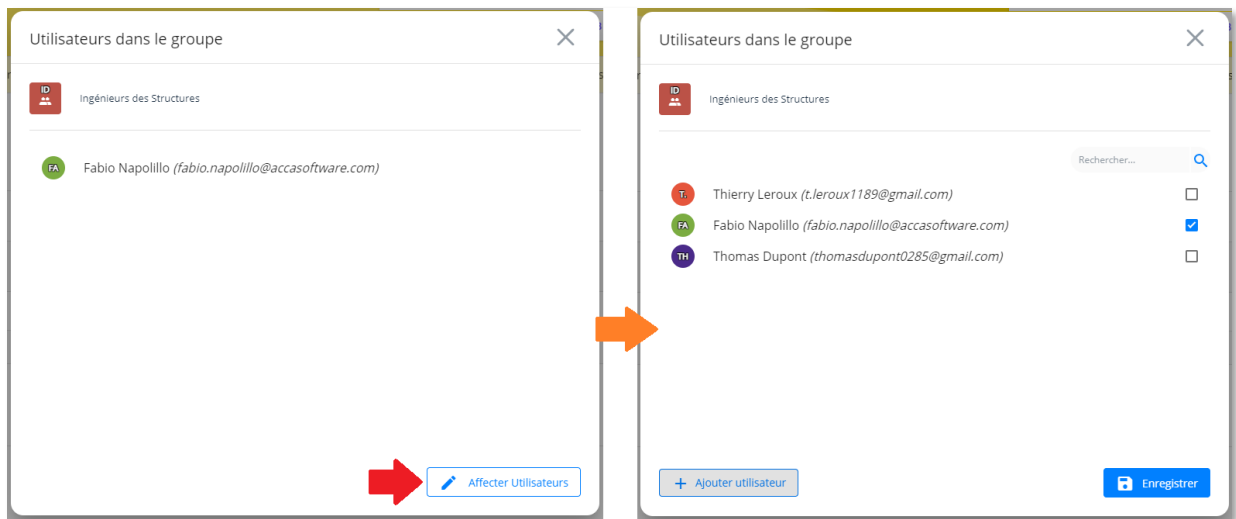 Utilisateurs dans le groupe
ID
Ingénieurs des Structures
FA
Fabio Napolillo (fabio.napolillo@accasoftware.com)
Affecter Utilisateurs
Utilisateurs dans le groupe
ID
Ingénieurs des Structures
Rechercher...
T.
Thierry Leroux (t.leroux1189@gmail.com)
FA
Fabio Napolillo (fabio.napolillo@accasoftware.com)
TH
Thomas Dupont (thomasdupont0285@gmail.com)
Ajouter utilisateur
Enregistrer